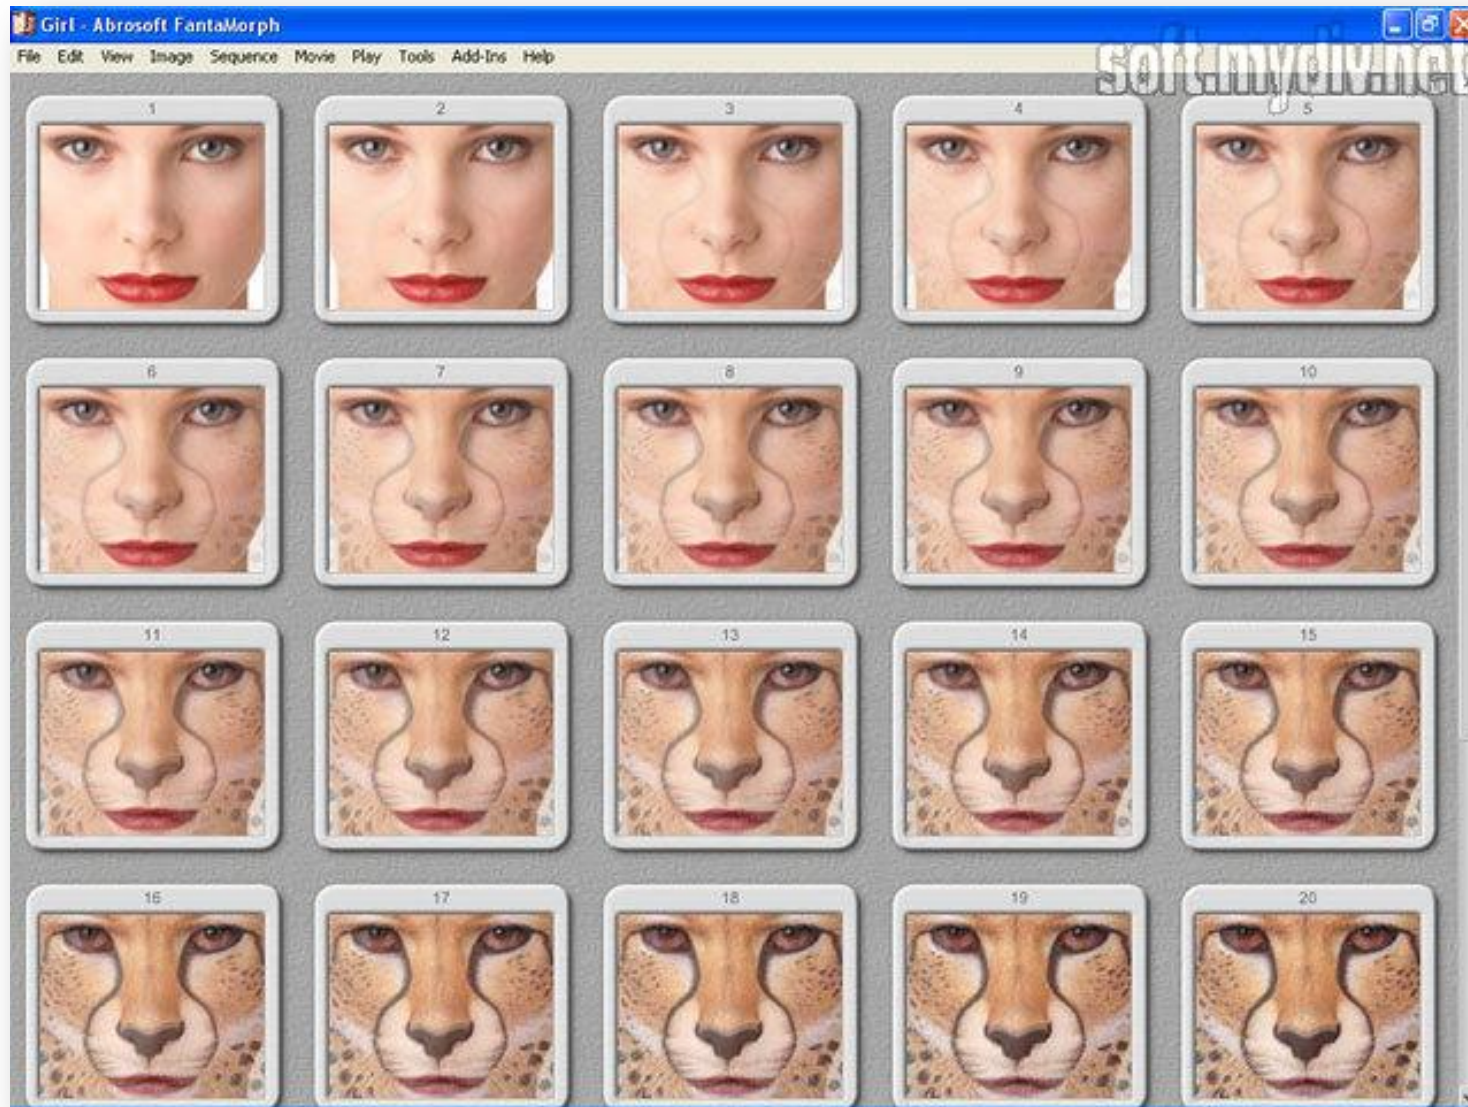 Girl - Abrosoft FantaMorph
File Edit View Image Sequence Movie Play Tools Add-Ins Help
soft.mydiv.net
1 2 3 4 5
6 7 8 9 10
11 12 13 14 15
16 17 18 19 20